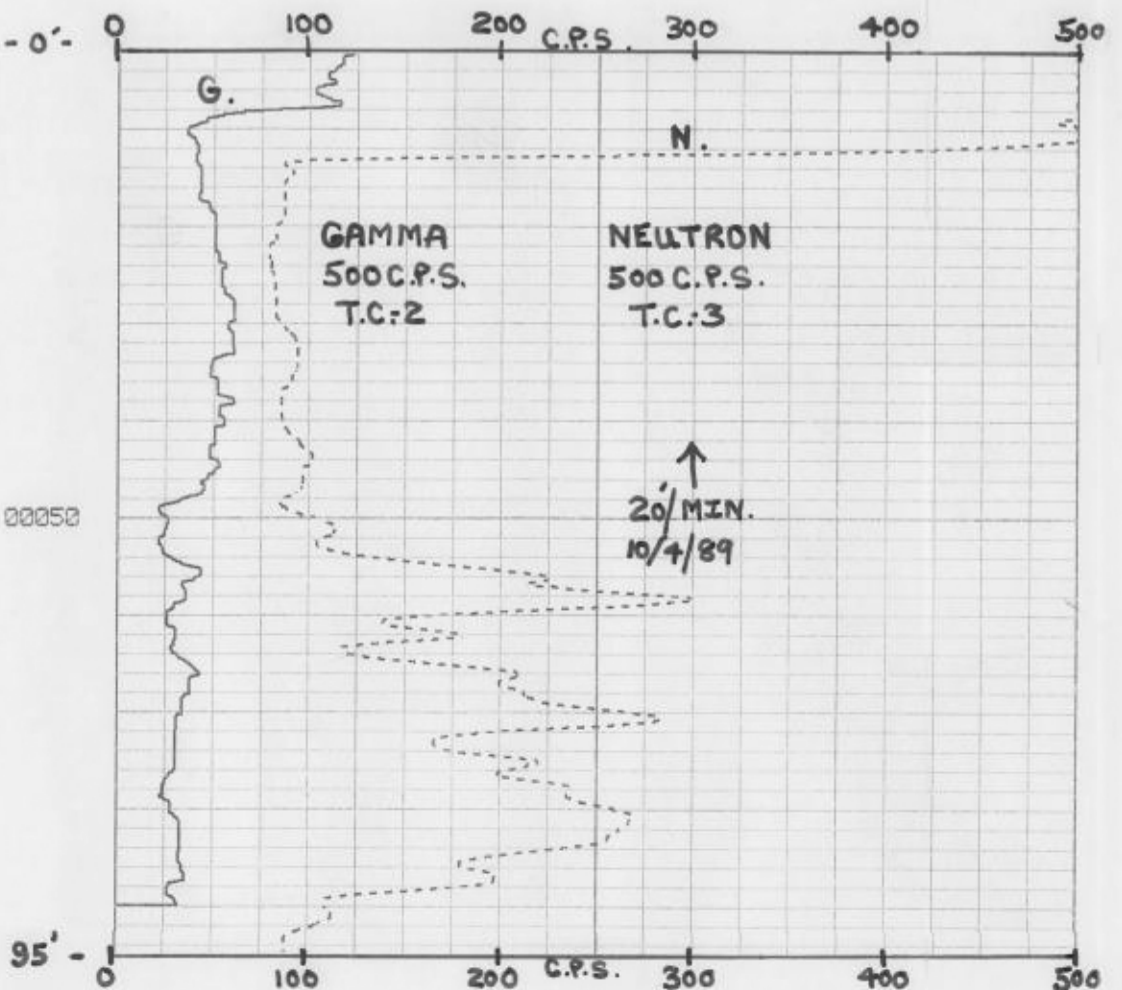 0 100 200 C.P.S. 300 400 500
- 0'-
G.
N.
GAMMA
500 C.P.S.
T.C.-2
NEUTRON
500 C.P.S.
T.C.-3
↑
00050
20'/MIN.
10/4/89
95' -
0 100 200 C.P.S. 300 400 500